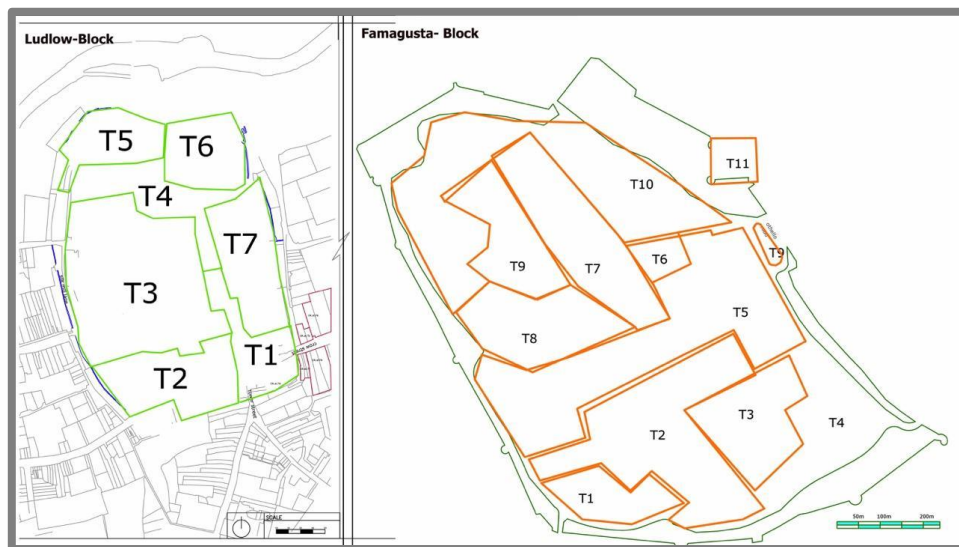 Ludlow-Block
T5
T6
T4
T7
T3
T1
T2
SCALE
Famagusta- Block
T11
T10
T9
T9
T7
T6
T5
T8
T3
T4
T2
T1
50m 100m 200m